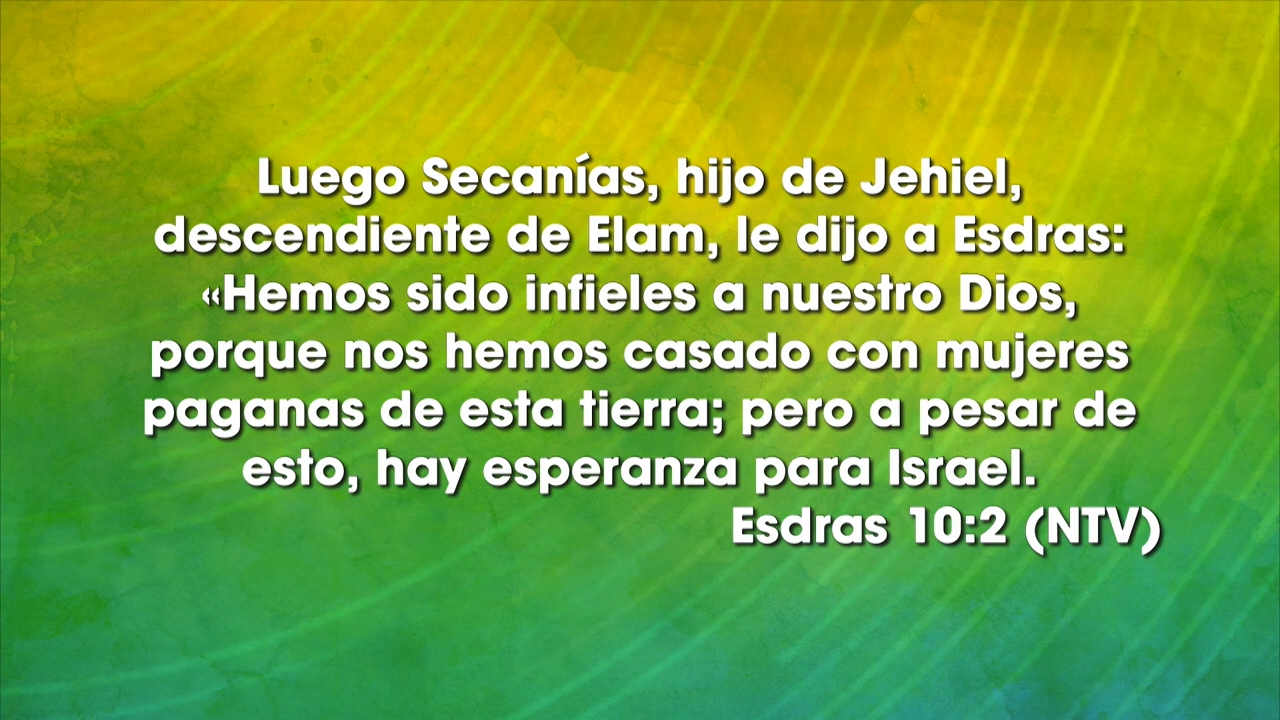 Luego Secanías, hijo de Jehiel,
descendiente de Elam, le dijo a Esdras:
«Hemos sido infieles a nuestro Dios,
porque nos hemos casado con mujeres
paganas de esta tierra; pero a pesar de
esto, hay esperanza para Israel.
Esdras 10:2 (NTV)